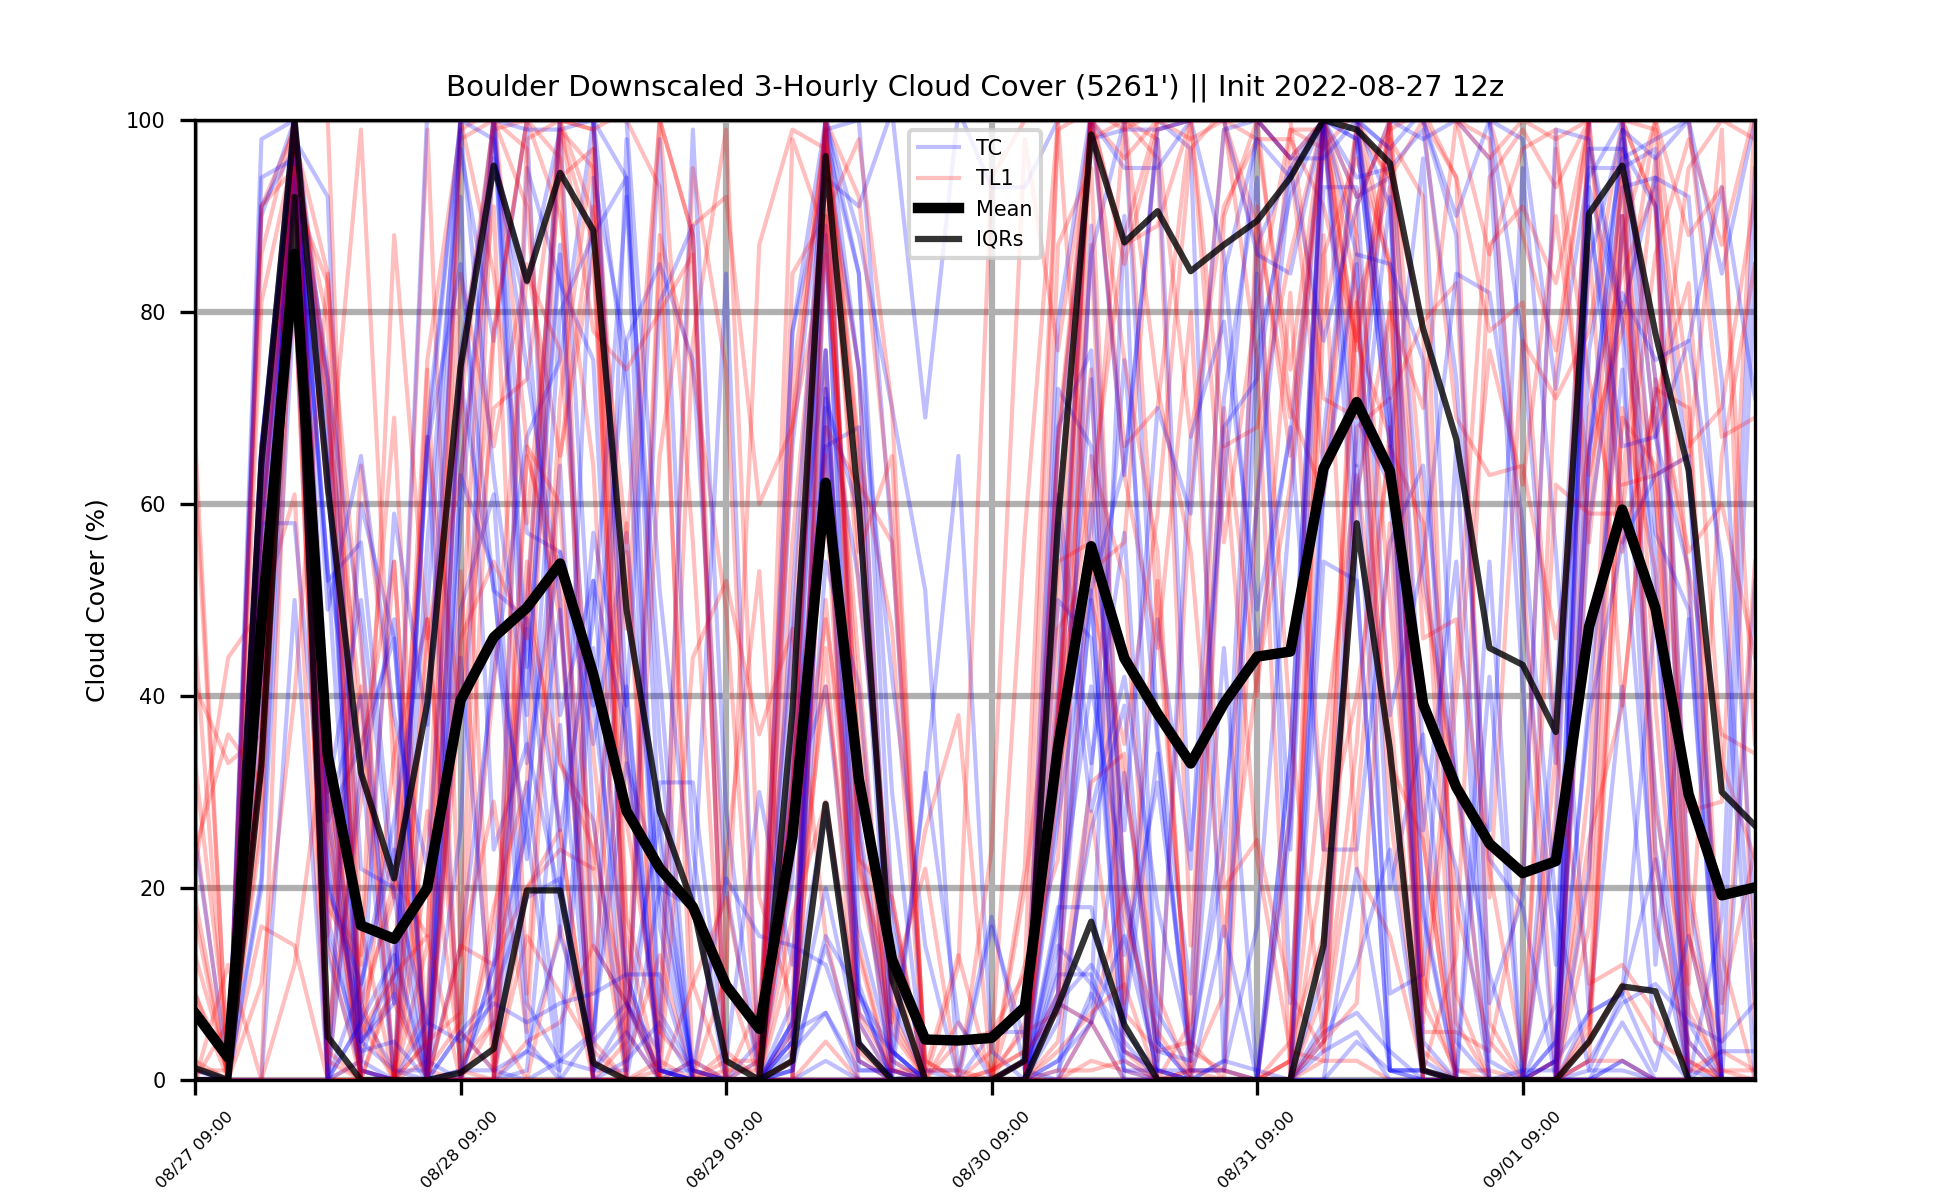 Boulder Downscaled 3-Hourly Cloud Cover (5261') || Init 2022-08-27 12z
TC
TL1
Mean
IQRs
Cloud Cover (%)
100
80
60
40
20
0
08/27 09:00
08/28 09:00
08/29 09:00
08/30 09:00
08/31 09:00
09/01 09:00